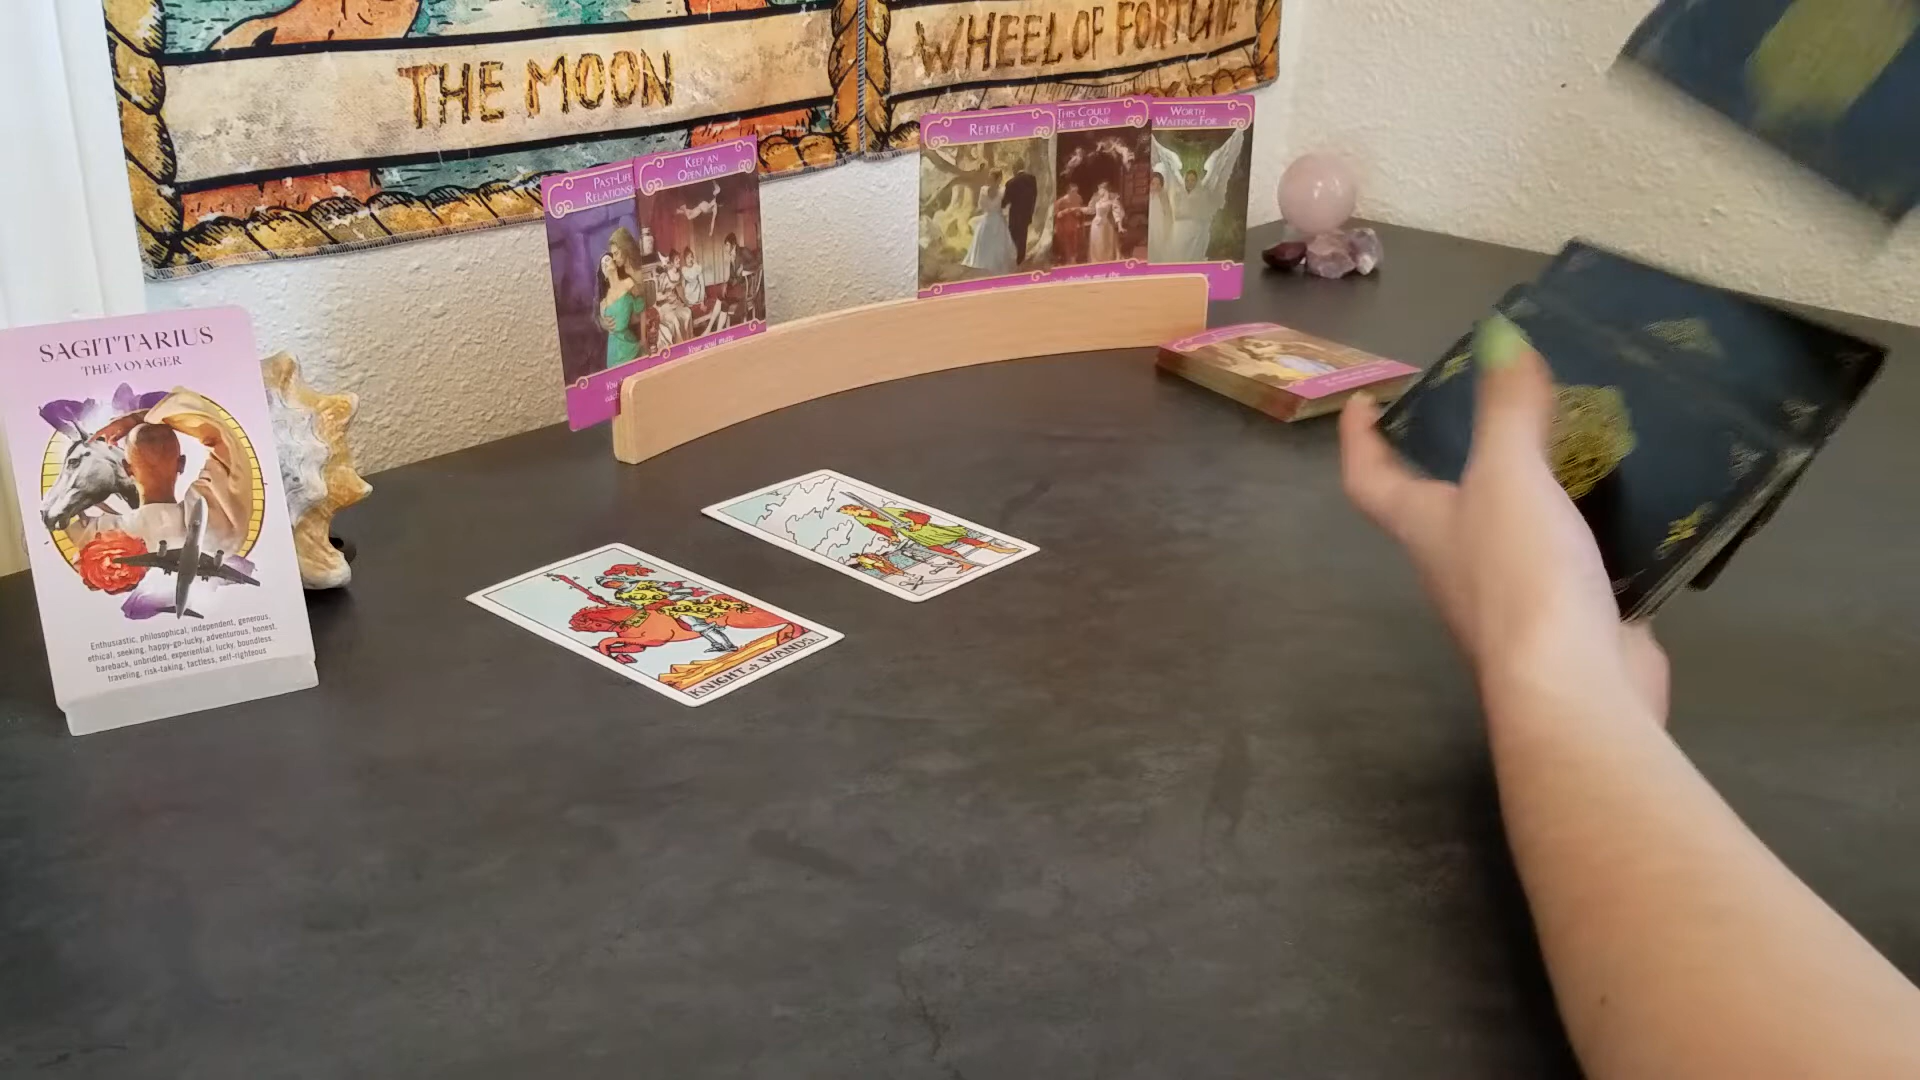 THE MOON
WHEEL OF FORTUNE
PAST-LIFE
KEEP AN
OPEN MIND
Your soul mate
You
RETREAT
THIS COULD
BE THE ONE
WORTH
WAITING FOR
SAGITTARIUS
THE VOYAGER
Enthusiastic, philosophical, independent, generous,
ethical, seeking, happy-go-lucky, adventurous, honest,
bareback, unbridled, experiential, lucky, boundless,
traveling, risk-taking, tactless, self-righteous
KNIGHT of WANDS.